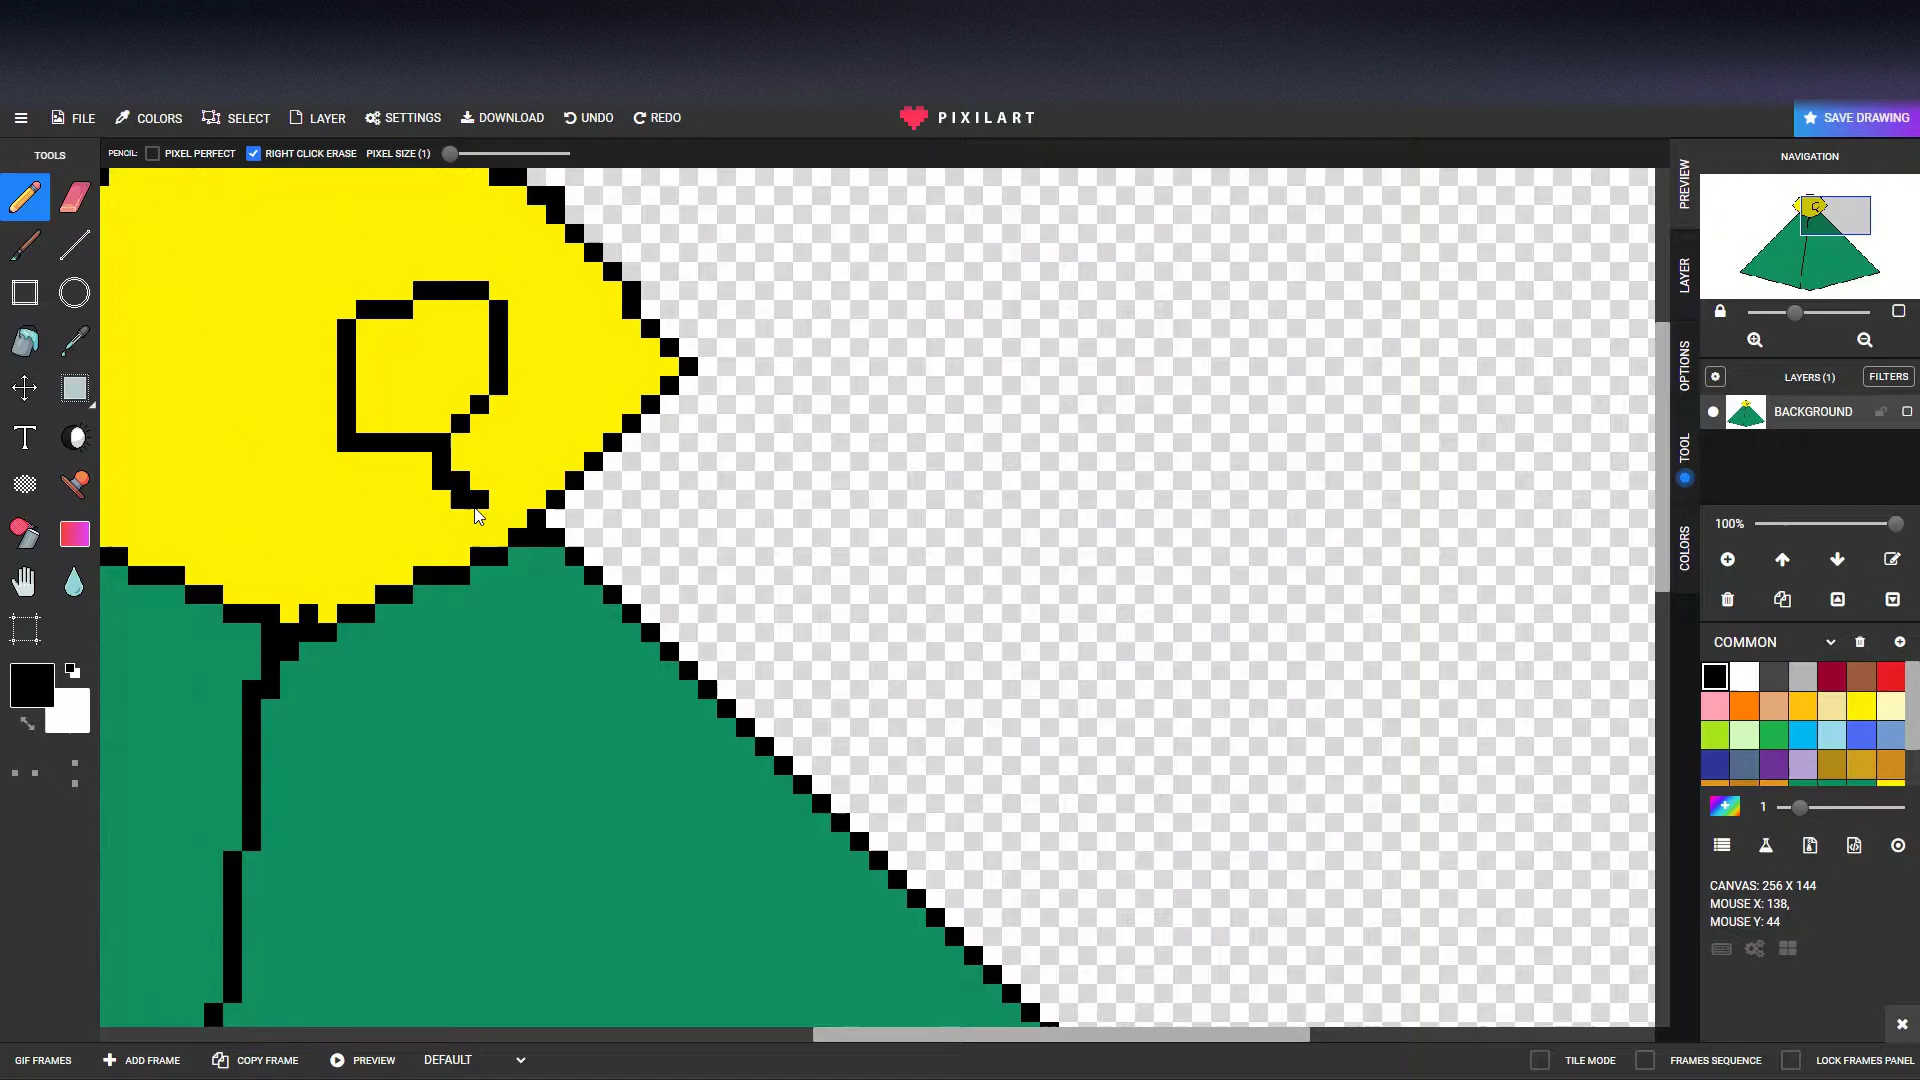 FILE COLORS SELECT LAYER SETTINGS DOWNLOAD UNDO REDO PIXILART SAVE DRAWING
TOOLS PENCIL: PIXEL PERFECT RIGHT CLICK ERASE PIXEL SIZE (1)
NAVIGATION
PREVIEW
LAYER
OPTIONS
TOOL
COLORS
LAYERS (1) FILTERS
BACKGROUND
100%
COMMON
1
CANVAS: 256 X 144
MOUSE X: 138,
MOUSE Y: 44
GIF FRAMES ADD FRAME COPY FRAME PREVIEW DEFAULT TILE MODE FRAMES SEQUENCE LOCK FRAMES PANEL